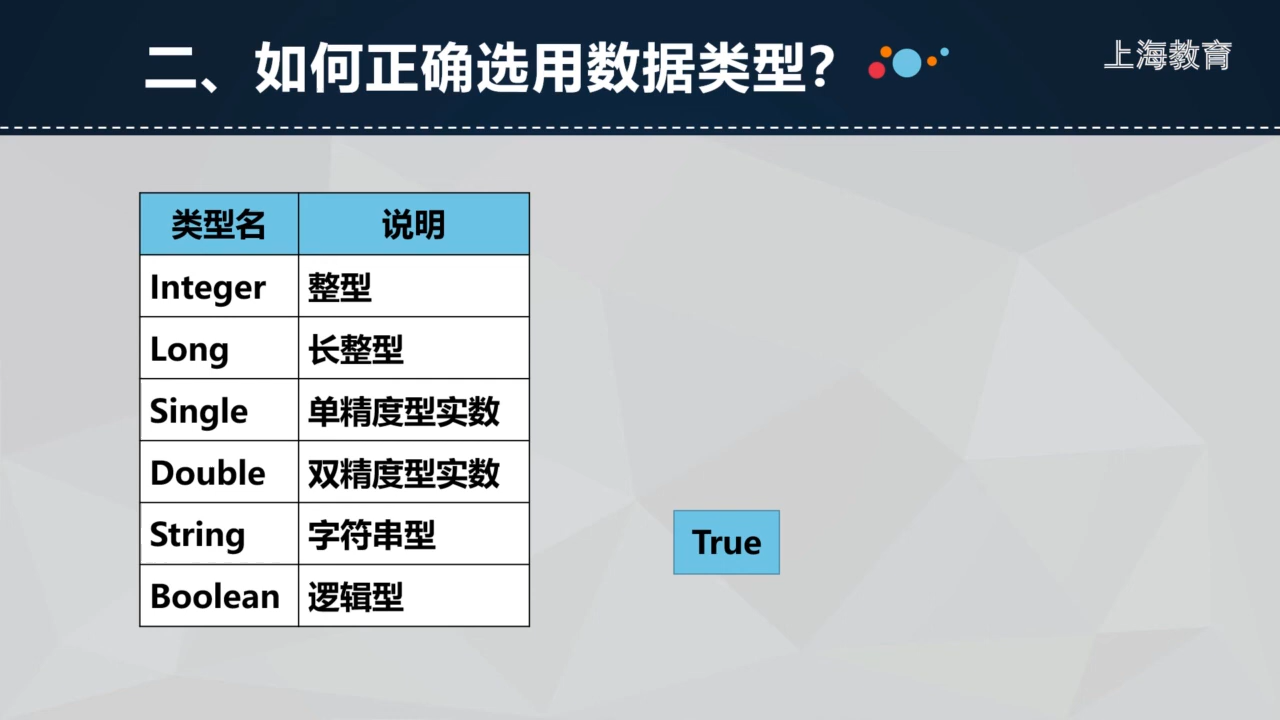 二、如何正确选用数据类型？
上海教育
类型名 说明
Integer 整型
Long 长整型
Single 单精度型实数
Double 双精度型实数
String 字符串型
Boolean 逻辑型
True